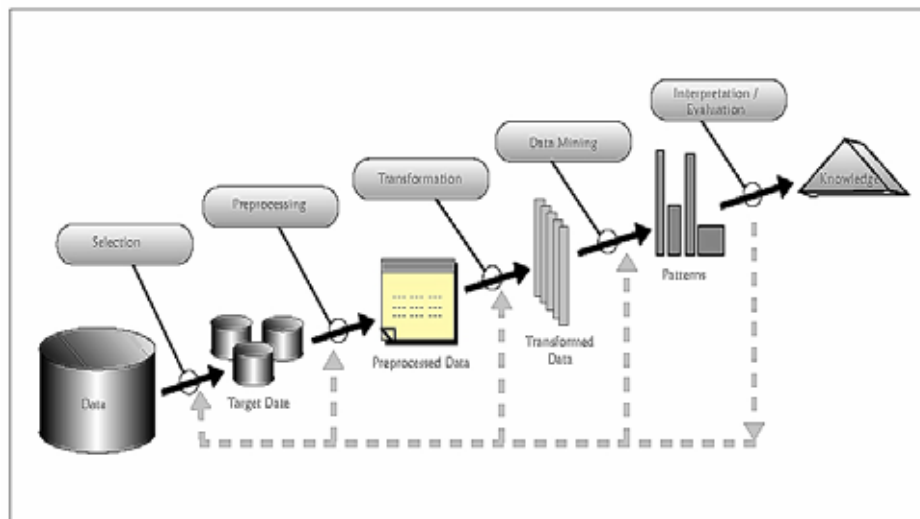 Interpretation /
Evaluation
Data Mining
Knowledge
Transformation
Preprocessing
Patterns
Selection
Transformed
Data
Preprocessed Data
Target Date
Data